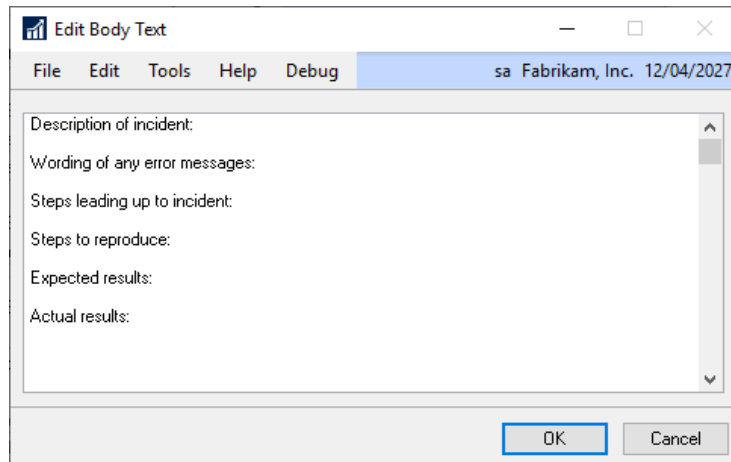 Edit Body Text
File Edit Tools Help Debug sa Fabrikam, Inc. 12/04/2027
Description of incident:
Wording of any error messages:
Steps leading up to incident:
Steps to reproduce:
Expected results:
Actual results:
OK Cancel